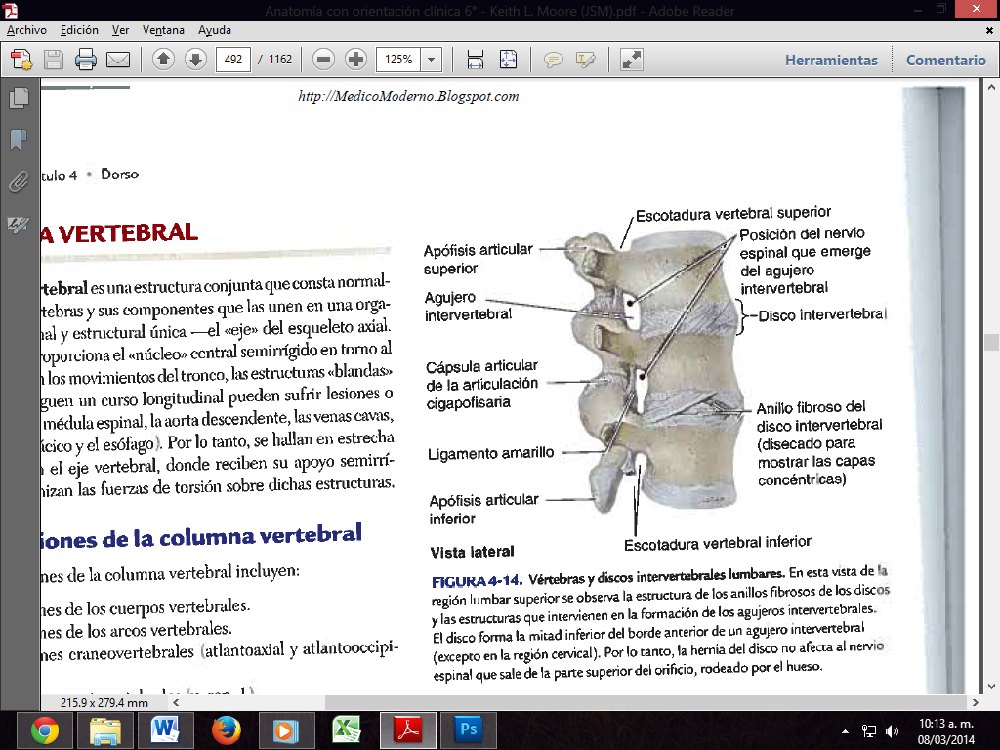 Anatomía con orientación clínica 6° - Keith L. Moore (JSM).pdf - Adobe Reader
Archivo Edición Ver Ventana Ayuda
492 / 1162 125% Herramientas Comentario
http://MedicoModerno.Blogspot.com
tulo 4 • Dorso
A VERTEBRAL
rtebral es una estructura conjunta que consta normal-
tebras y sus componentes que las unen en una orga-
nal y estructural única —el «eje» del esqueleto axial.
roporciona el «núcleo» central semirrígido en torno al
n los movimientos del tronco, las estructuras «blandas»
guen un curso longitudinal pueden sufrir lesiones o
médula espinal, la aorta descendente, las venas cavas,
ácico y el esófago). Por lo tanto, se hallan en estrecha
n el eje vertebral, donde reciben su apoyo semirrí-
nizan las fuerzas de torsión sobre dichas estructuras.
iones de la columna vertebral
nes de la columna vertebral incluyen:
nes de los cuerpos vertebrales.
nes de los arcos vertebrales.
nes craneovertebrales (atlantoaxial y atlantooccipi-
Escotadura vertebral superior
Apófisis articular
superior
Posición del nervio
espinal que emerge
del agujero
intervertebral
Agujero
intervertebral
Disco intervertebral
Cápsula articular
de la articulación
cigapofisaria
Anillo fibroso del
disco intervertebral
(disecado para
mostrar las capas
concéntricas)
Ligamento amarillo
Apófisis articular
inferior
Escotadura vertebral inferior
Vista lateral
FIGURA 4-14. Vértebras y discos intervertebrales lumbares. En esta vista de la
región lumbar superior se observa la estructura de los anillos fibrosos de los discos
y las estructuras que intervienen en la formación de los agujeros intervertebrales.
El disco forma la mitad inferior del borde anterior de un agujero intervertebral
(excepto en la región cervical). Por lo tanto, la hernia del disco no afecta al nervio
espinal que sale de la parte superior del orificio, rodeado por el hueso.
215.9 x 279.4 mm
Ps
10:13 a. m.
08/03/2014